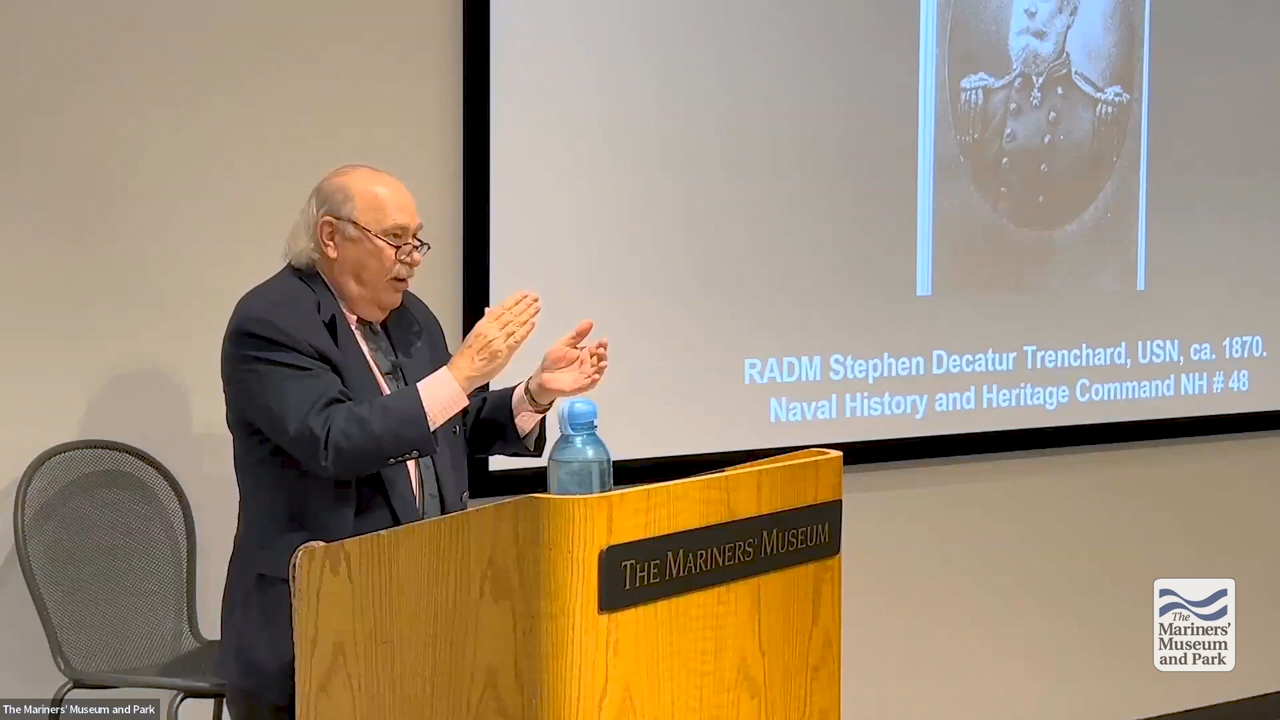 RADM Stephen Decatur Trenchard, USN, ca. 1870.
Naval History and Heritage Command NH # 48
THE MARINERS' MUSEUM
The
Mariners'
Museum
and Park
The Mariners' Museum and Park